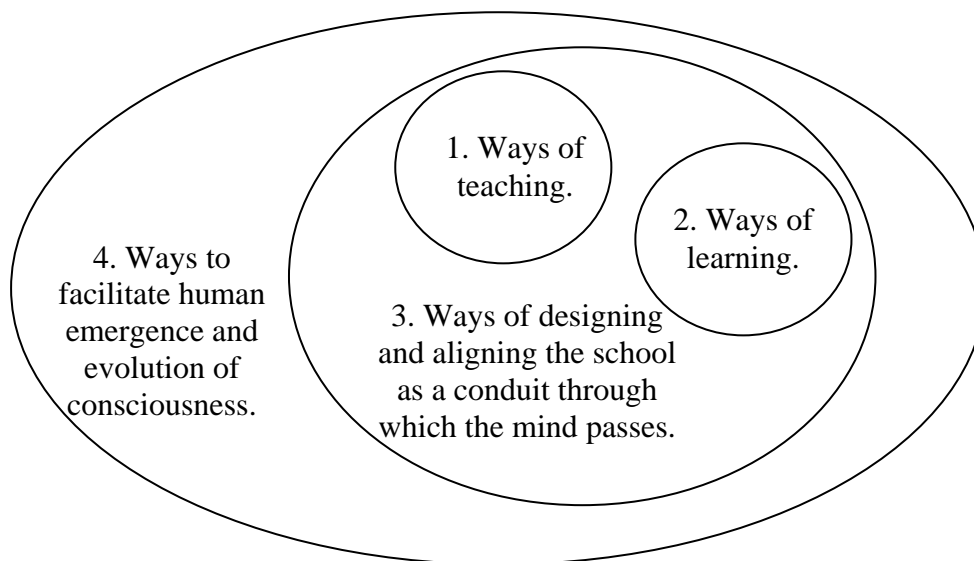 1. Ways of
teaching.
2. Ways of
learning.
4. Ways to
facilitate human
emergence and
evolution of
consciousness.
3. Ways of designing
and aligning the school
as a conduit through
which the mind passes.